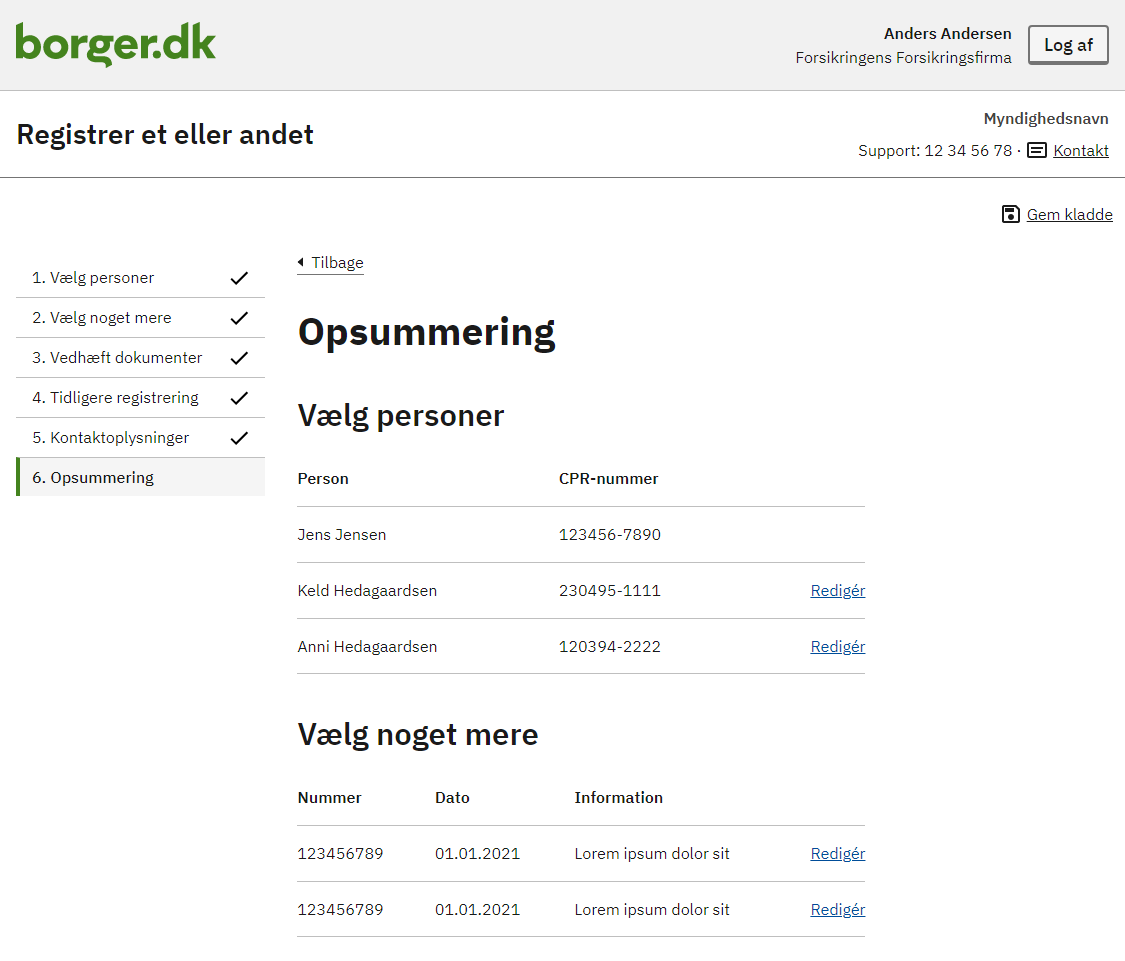 borger.dk
Anders Andersen
Forsikringens Forsikringsfirma
Log af
Registrer et eller andet
Myndighedsnavn
Support: 12 34 56 78 · Kontakt
Gem kladde
1. Vælg personer
2. Vælg noget mere
3. Vedhæft dokumenter
4. Tidligere registrering
5. Kontaktoplysninger
6. Opsummering
Tilbage
Opsummering
Vælg personer
Person CPR-nummer
Jens Jensen 123456-7890
Keld Hedagaardsen 230495-1111 Redigér
Anni Hedagaardsen 120394-2222 Redigér
Vælg noget mere
Nummer Dato Information
123456789 01.01.2021 Lorem ipsum dolor sit Redigér
123456789 01.01.2021 Lorem ipsum dolor sit Redigér